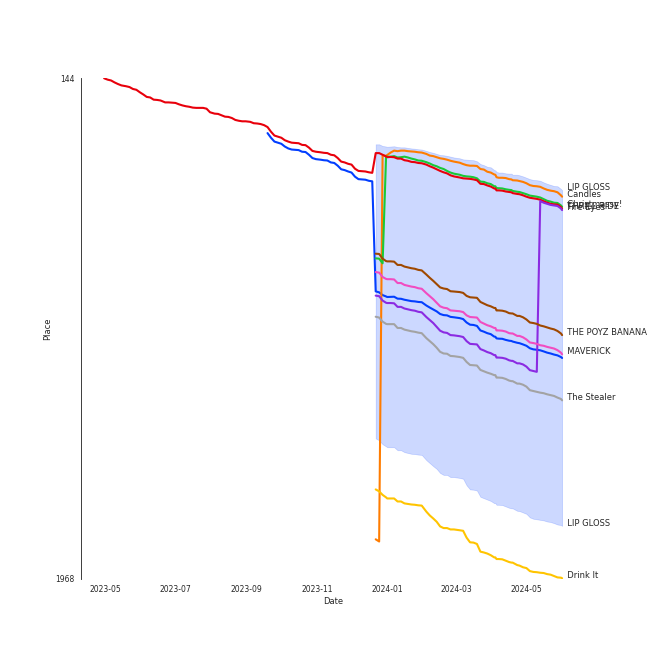 144
1968
Place
2023-05
2023-07
2023-09
2023-11
2024-01
2024-03
2024-05
Date
LIP GLOSS
Candles
THE POYZ BANANA
MAVERICK
The Stealer
LIP GLOSS
Drink It